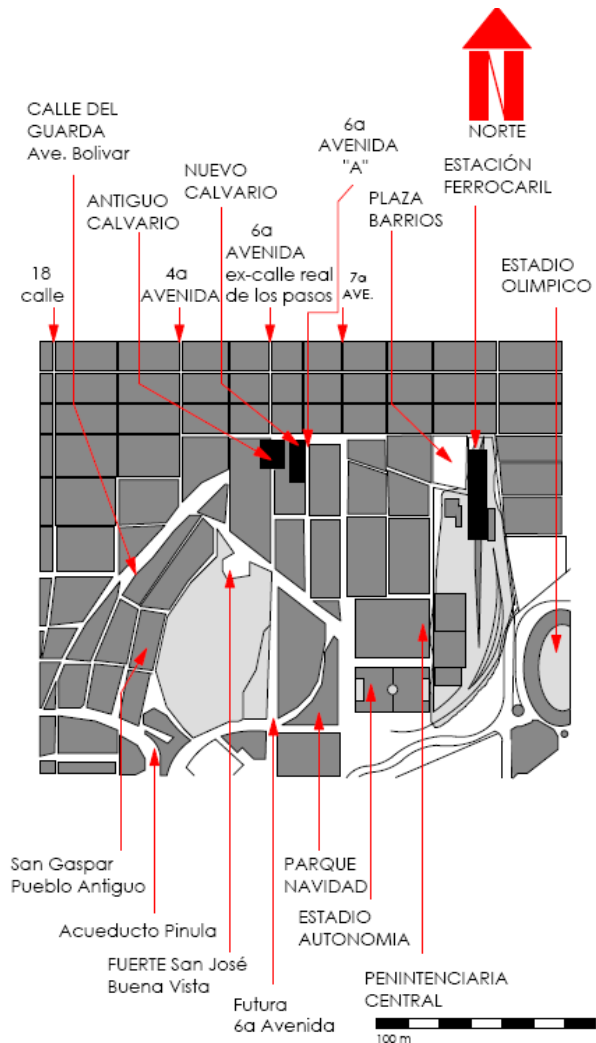 NORTE
CALLE DEL
GUARDA
Ave. Bolivar
ANTIGUO
CALVARIO
NUEVO
CALVARIO
6a
AVENIDA
"A"
PLAZA
BARRIOS
ESTACIÓN
FERROCARIL
18
calle
4a
AVENIDA
6a
AVENIDA
ex-calle real
de los pasos
7a
AVE.
ESTADIO
OLIMPICO
San Gaspar
Pueblo Antiguo
Acueducto Pinula
FUERTE San José
Buena Vista
Futura
6a Avenida
PARQUE
NAVIDAD
ESTADIO
AUTONOMIA
PENINTENCIARIA
CENTRAL
100 m